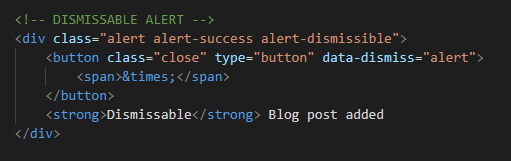 <!-- DISMISSABLE ALERT -->
<div class="alert alert-success alert-dismissible">
<button class="close" type="button" data-dismiss="alert">
<span>&times;</span>
</button>
<strong>Dismissable</strong> Blog post added
</div>